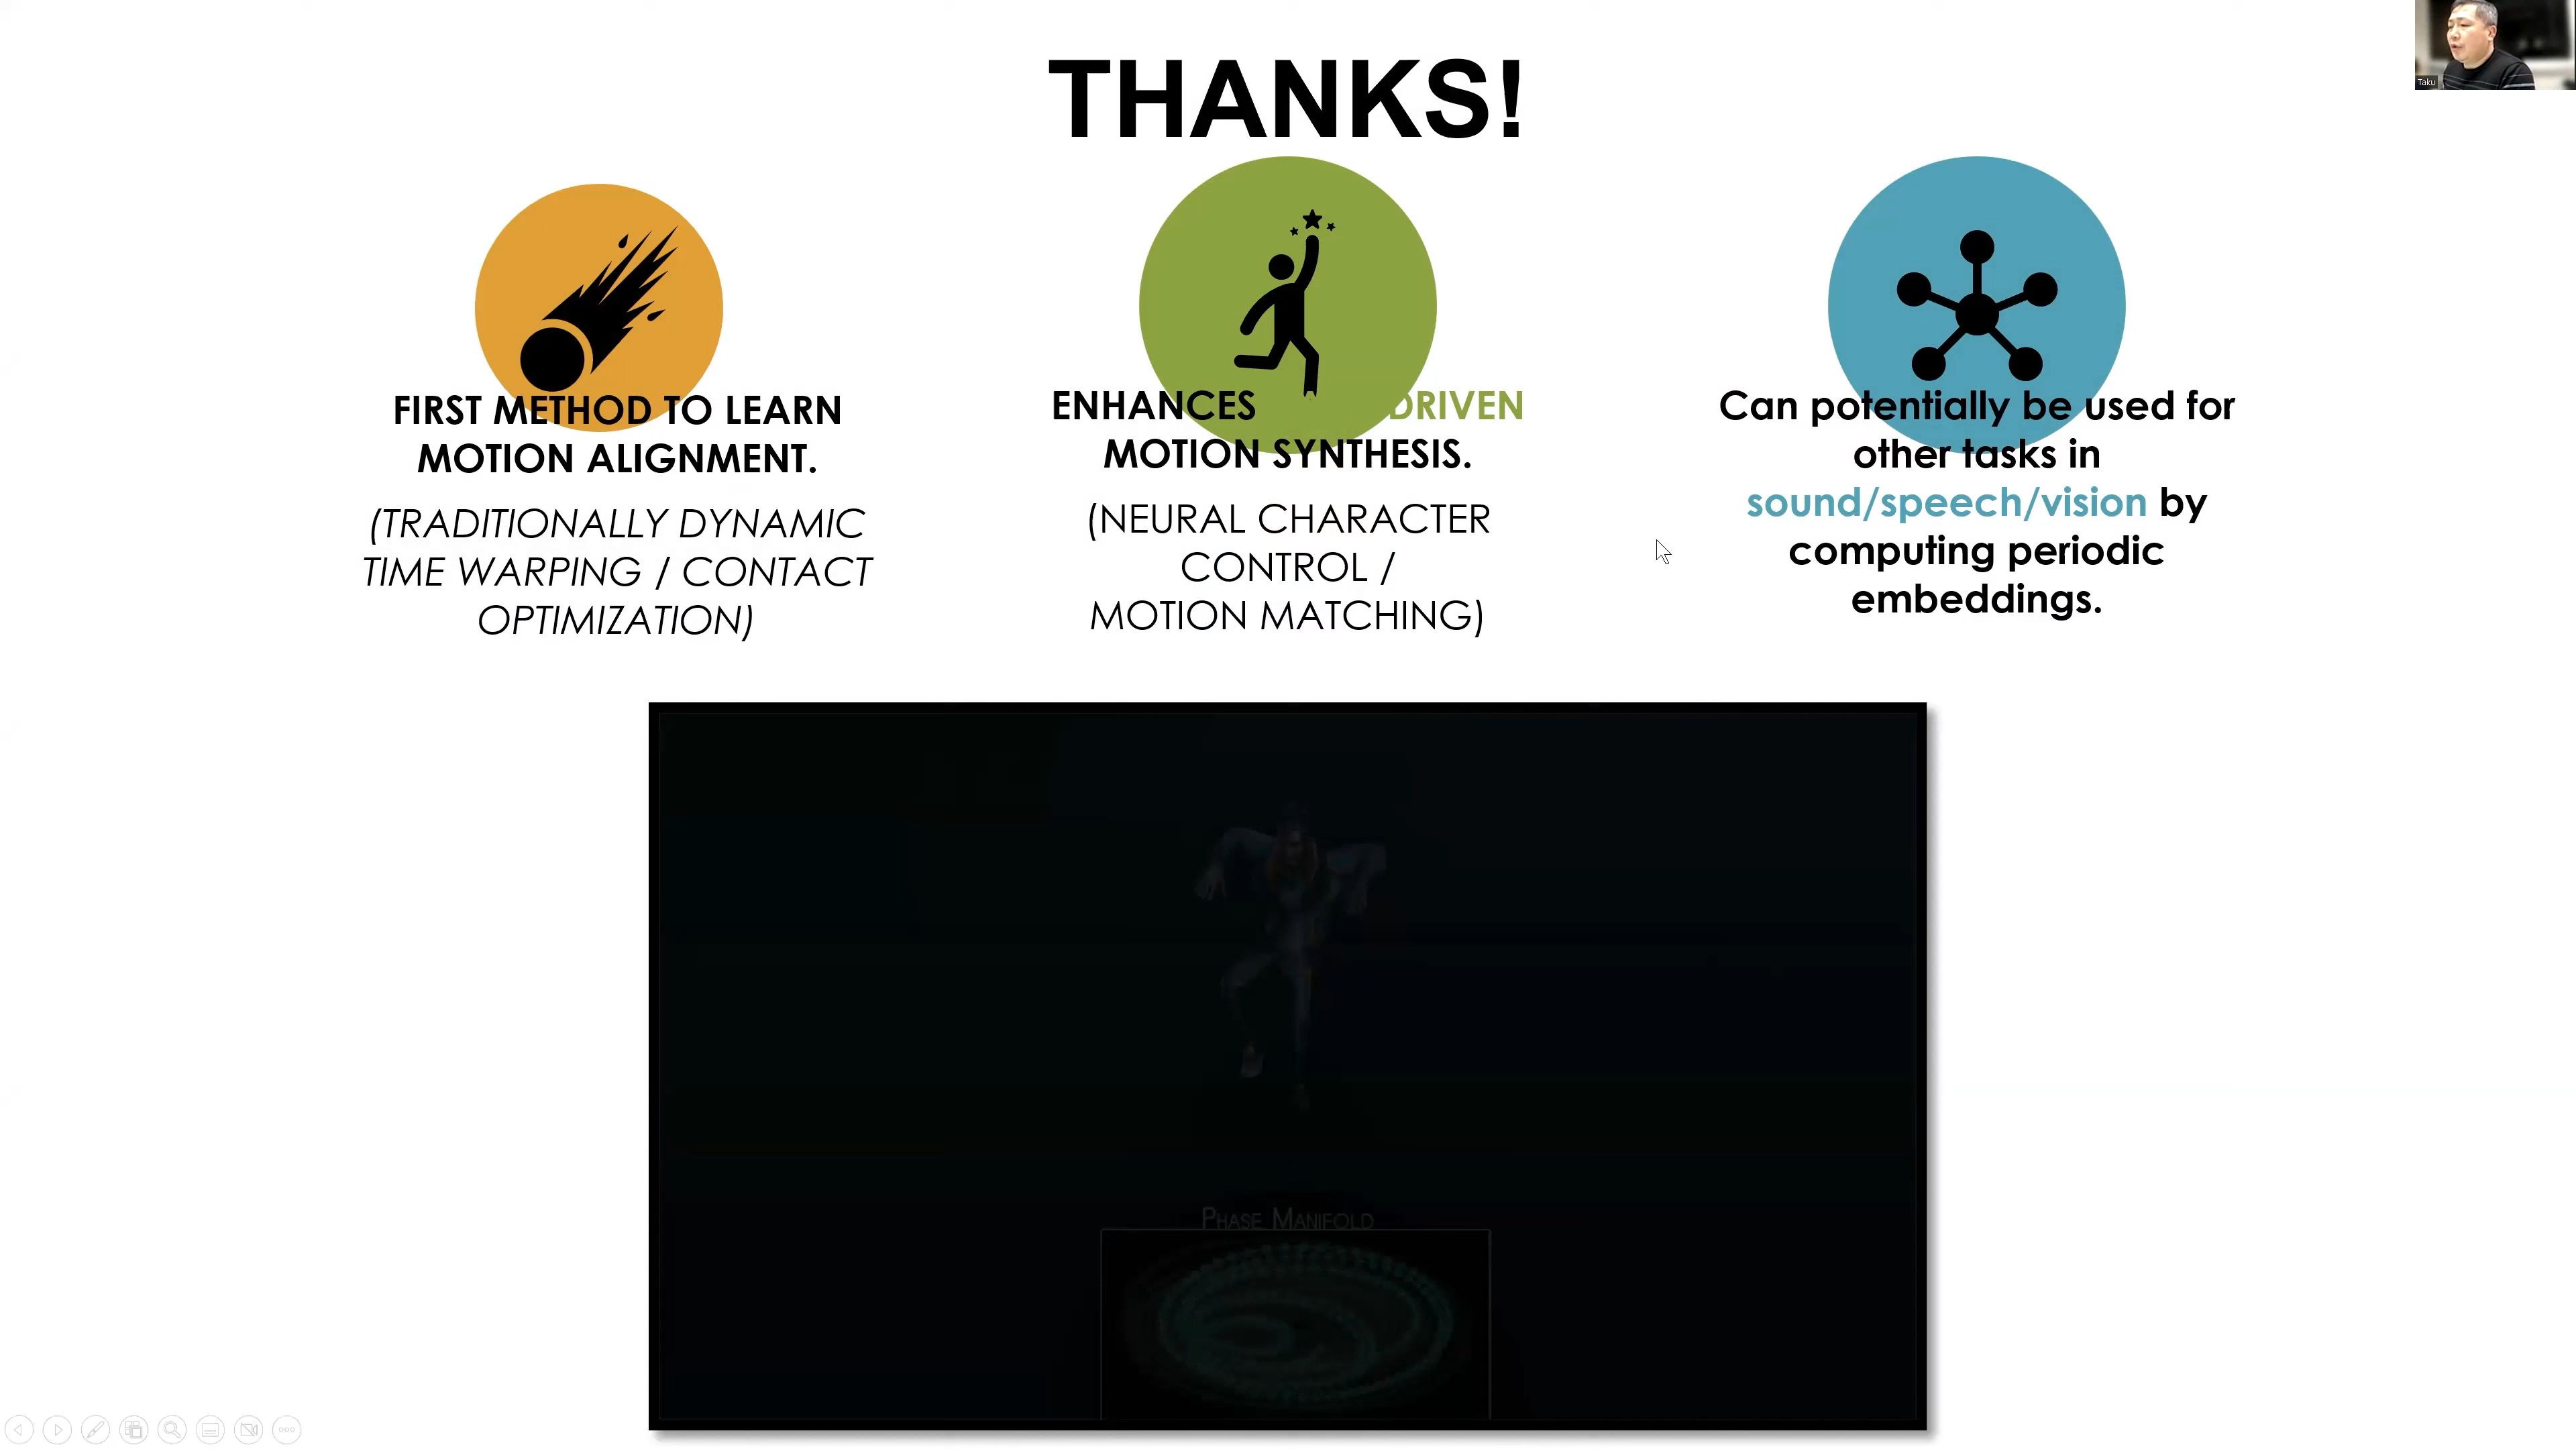 THANKS!
FIRST METHOD TO LEARN
MOTION ALIGNMENT.
(TRADITIONALLY DYNAMIC
TIME WARPING / CONTACT
OPTIMIZATION)
ENHANCES DRIVEN
MOTION SYNTHESIS.
(NEURAL CHARACTER
CONTROL /
MOTION MATCHING)
Can potentially be used for
other tasks in
sound/speech/vision by
computing periodic
embeddings.
PHASE MANIFOLD
Taku